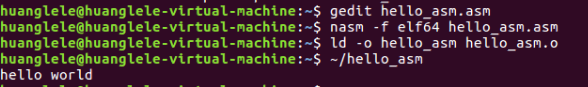 huanglele@huanglele-virtual-machine:~$ gedit hello_asm.asm
huanglele@huanglele-virtual-machine:~$ nasm -f elf64 hello_asm.asm
huanglele@huanglele-virtual-machine:~$ ld -o hello_asm hello_asm.o
huanglele@huanglele-virtual-machine:~$ ~/hello_asm
hello world